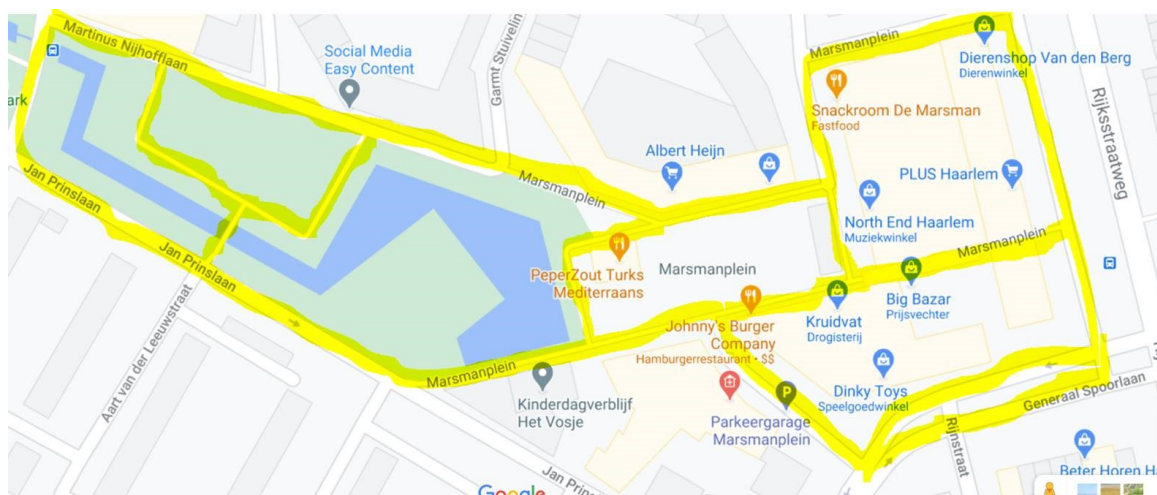 Martinus Nijhofflaan
Social Media
Easy Content
Garmt Stuivelin
Marsmanplein
Dierenshop Van den Berg
Dierenwinkel
ark
Snackroom De Marsman
Fastfood
Rijksstraatweg
Albert Heijn
PLUS Haarlem
Jan Prinslaan
Marsmanplein
North End Haarlem
Muziekwinkel
Marsmanplein
Jan Prinslaan
PeperZout Turks
Mediterraans
Marsmanplein
Big Bazar
Prijsvechter
Aart van der Leeuwstraat
Johnny's Burger
Company
Hamburgerrestaurant • $$
Kruidvat
Drogisterij
Marsmanplein
Kinderdagverblijf
Het Vosje
Dinky Toys
Speelgoedwinkel
P
Parkeergarage
Marsmanplein
Generaal Spoorlaan
Rijnstraat
Jan Prin
Google
Beter Horen Ha